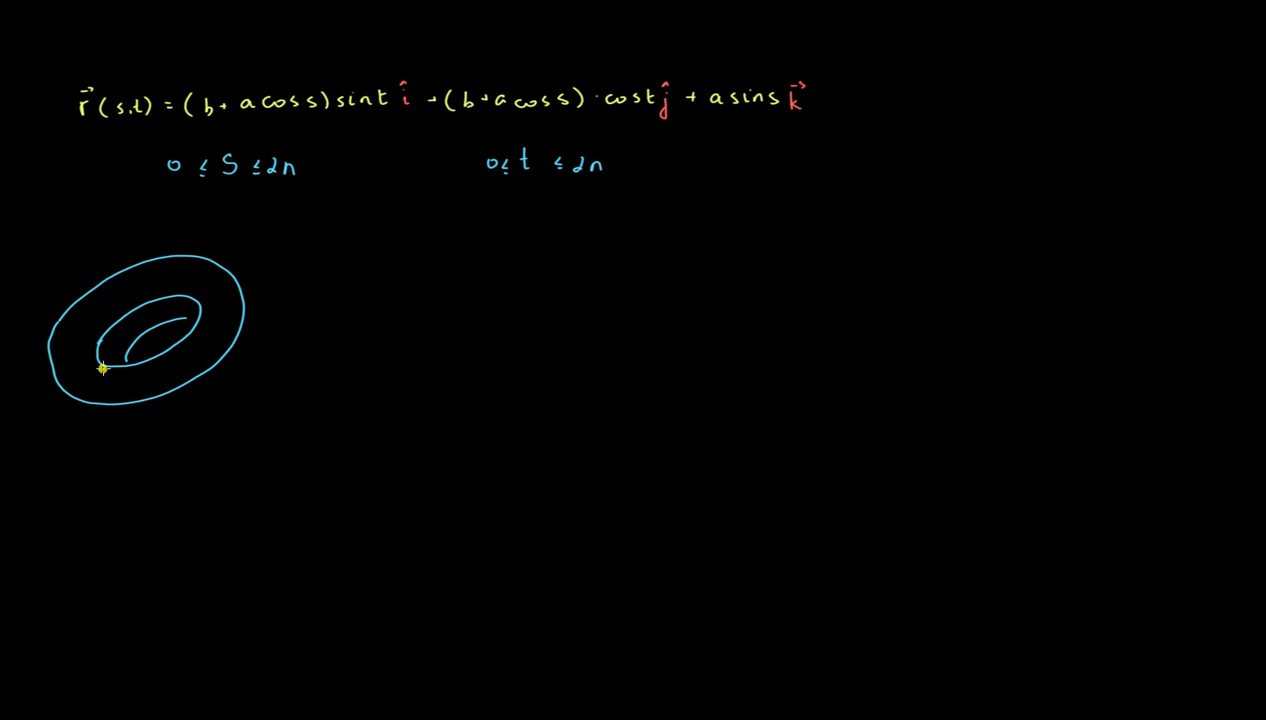 r⃗ (s,t) = (b + a cos s) sin t î + (b + a cos s) · cos t ĵ + a sin s k⃗
0 ≤ S ≤ 2π 0 ≤ t ≤ 2π